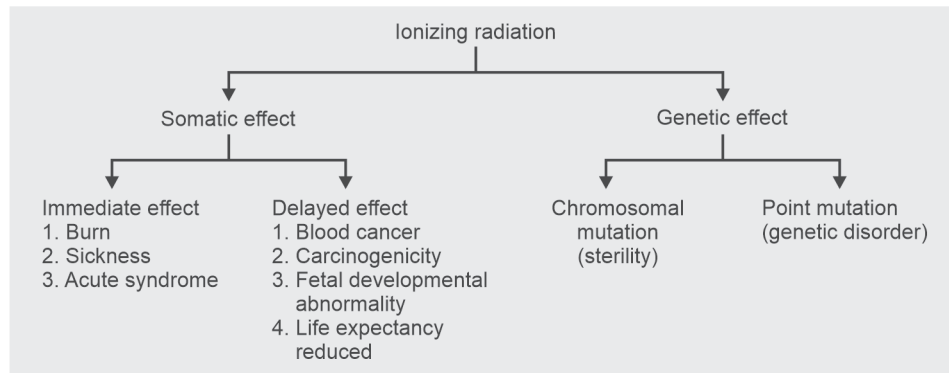 Ionizing radiation
Somatic effect
Genetic effect
Immediate effect
1. Burn
2. Sickness
3. Acute syndrome
Delayed effect
1. Blood cancer
2. Carcinogenicity
3. Fetal developmental
abnormality
4. Life expectancy
reduced
Chromosomal
mutation
(sterility)
Point mutation
(genetic disorder)